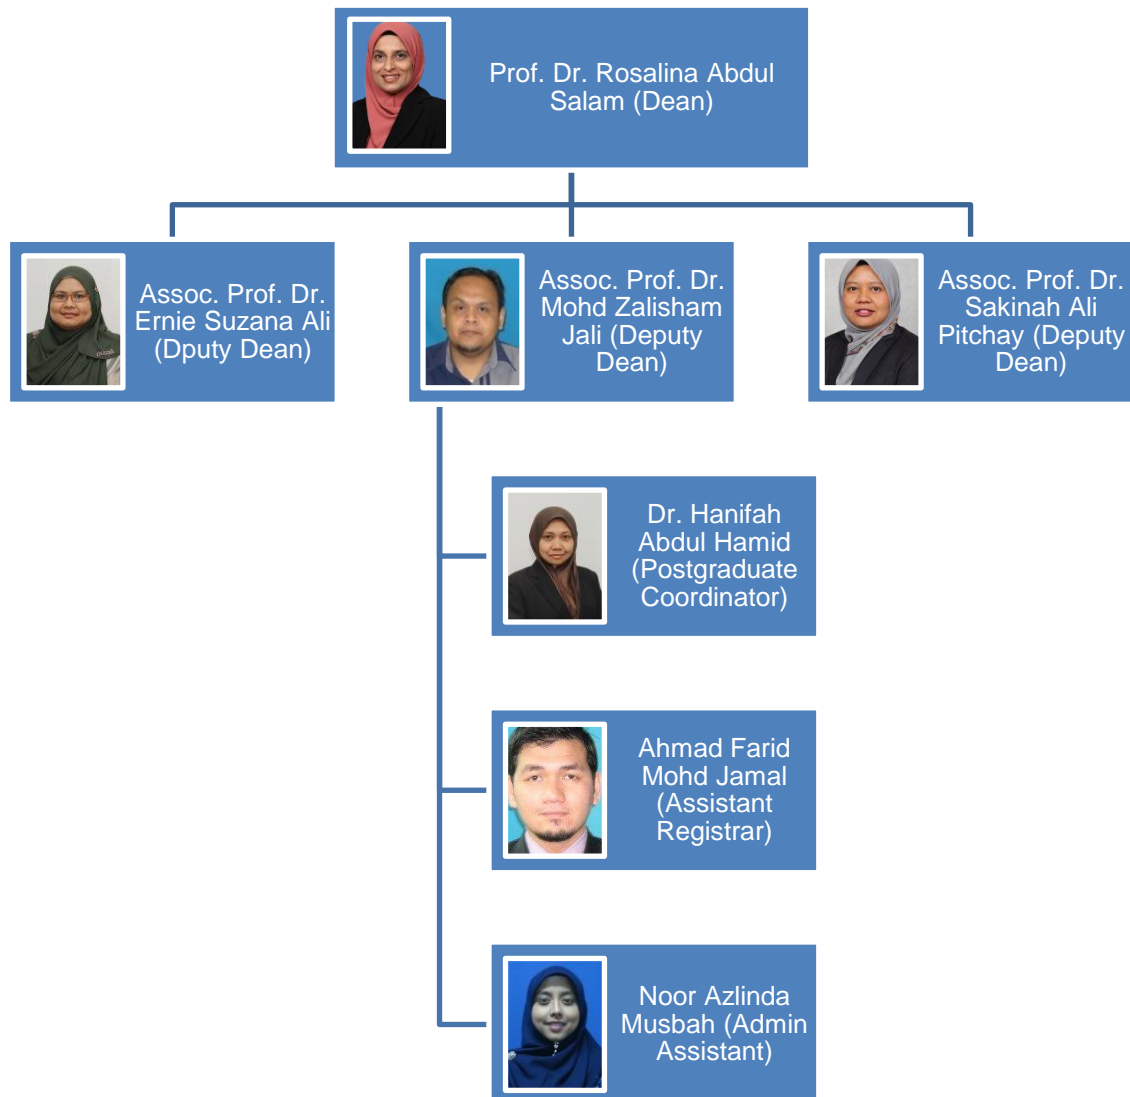 Prof. Dr. Rosalina Abdul
Salam (Dean)
Assoc. Prof. Dr.
Ernie Suzana Ali
(Dputy Dean)
Assoc. Prof. Dr.
Mohd Zalisham
Jali (Deputy
Dean)
Assoc. Prof. Dr.
Sakinah Ali
Pitchay (Deputy
Dean)
Dr. Hanifah
Abdul Hamid
(Postgraduate
Coordinator)
Ahmad Farid
Mohd Jamal
(Assistant
Registrar)
Noor Azlinda
Musbah (Admin
Assistant)